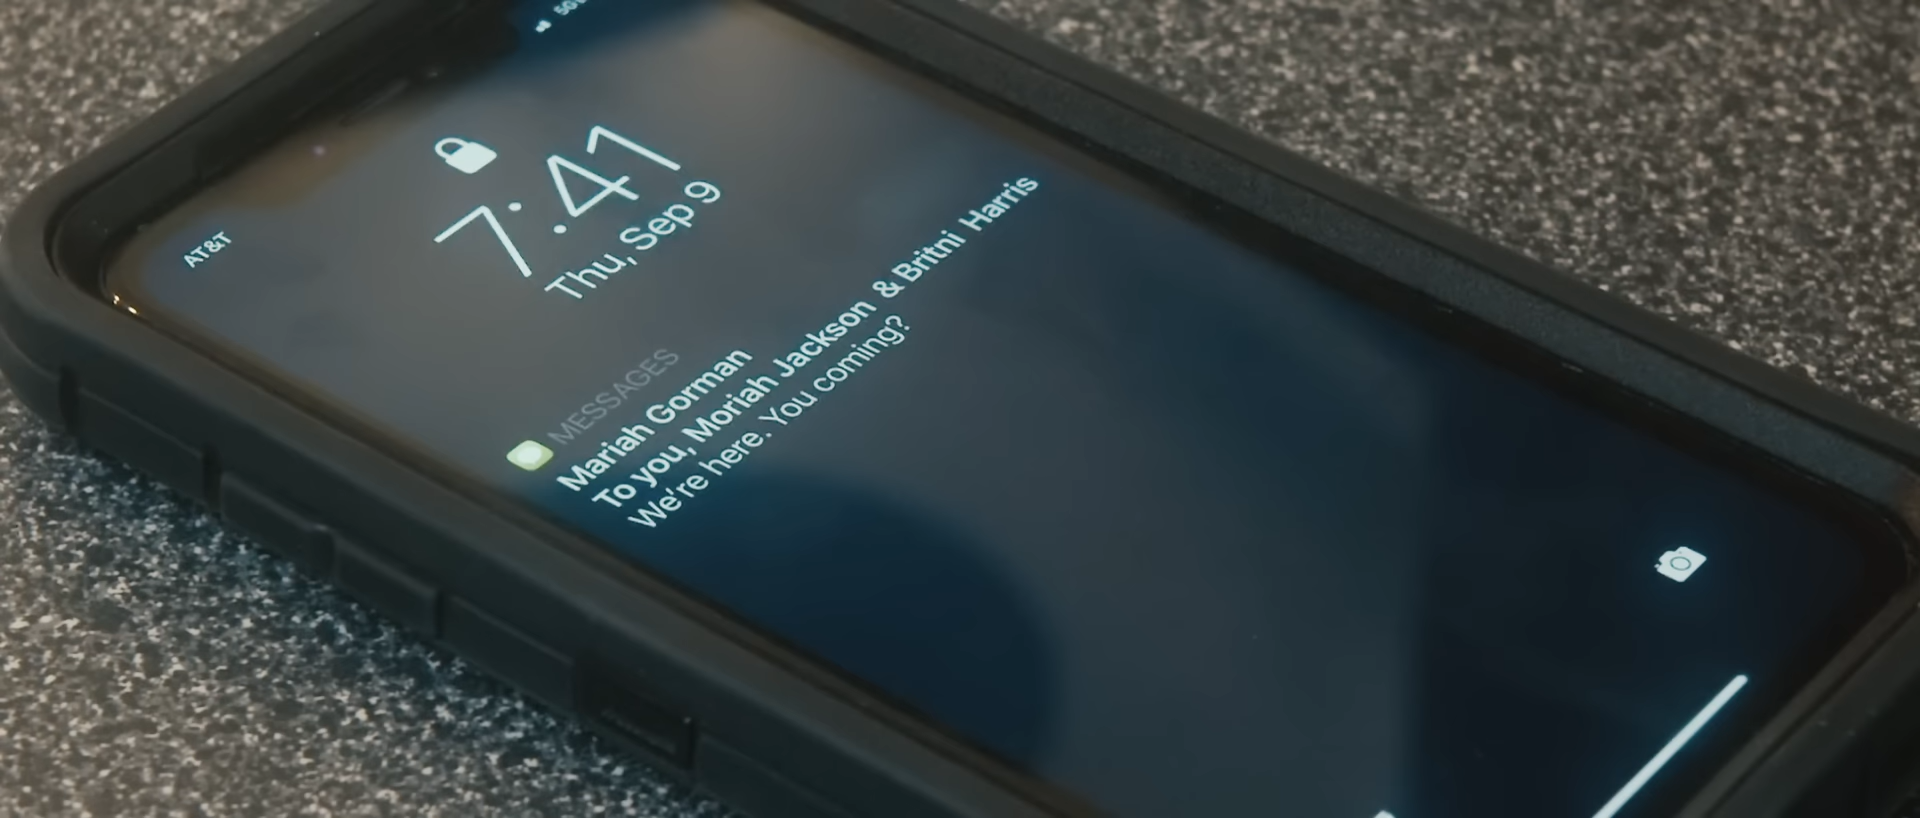 AT&T
7:41
Thu, Sep 9
MESSAGES
Mariah Gorman
To you, Moriah Jackson & Britni Harris
We're here. You coming?